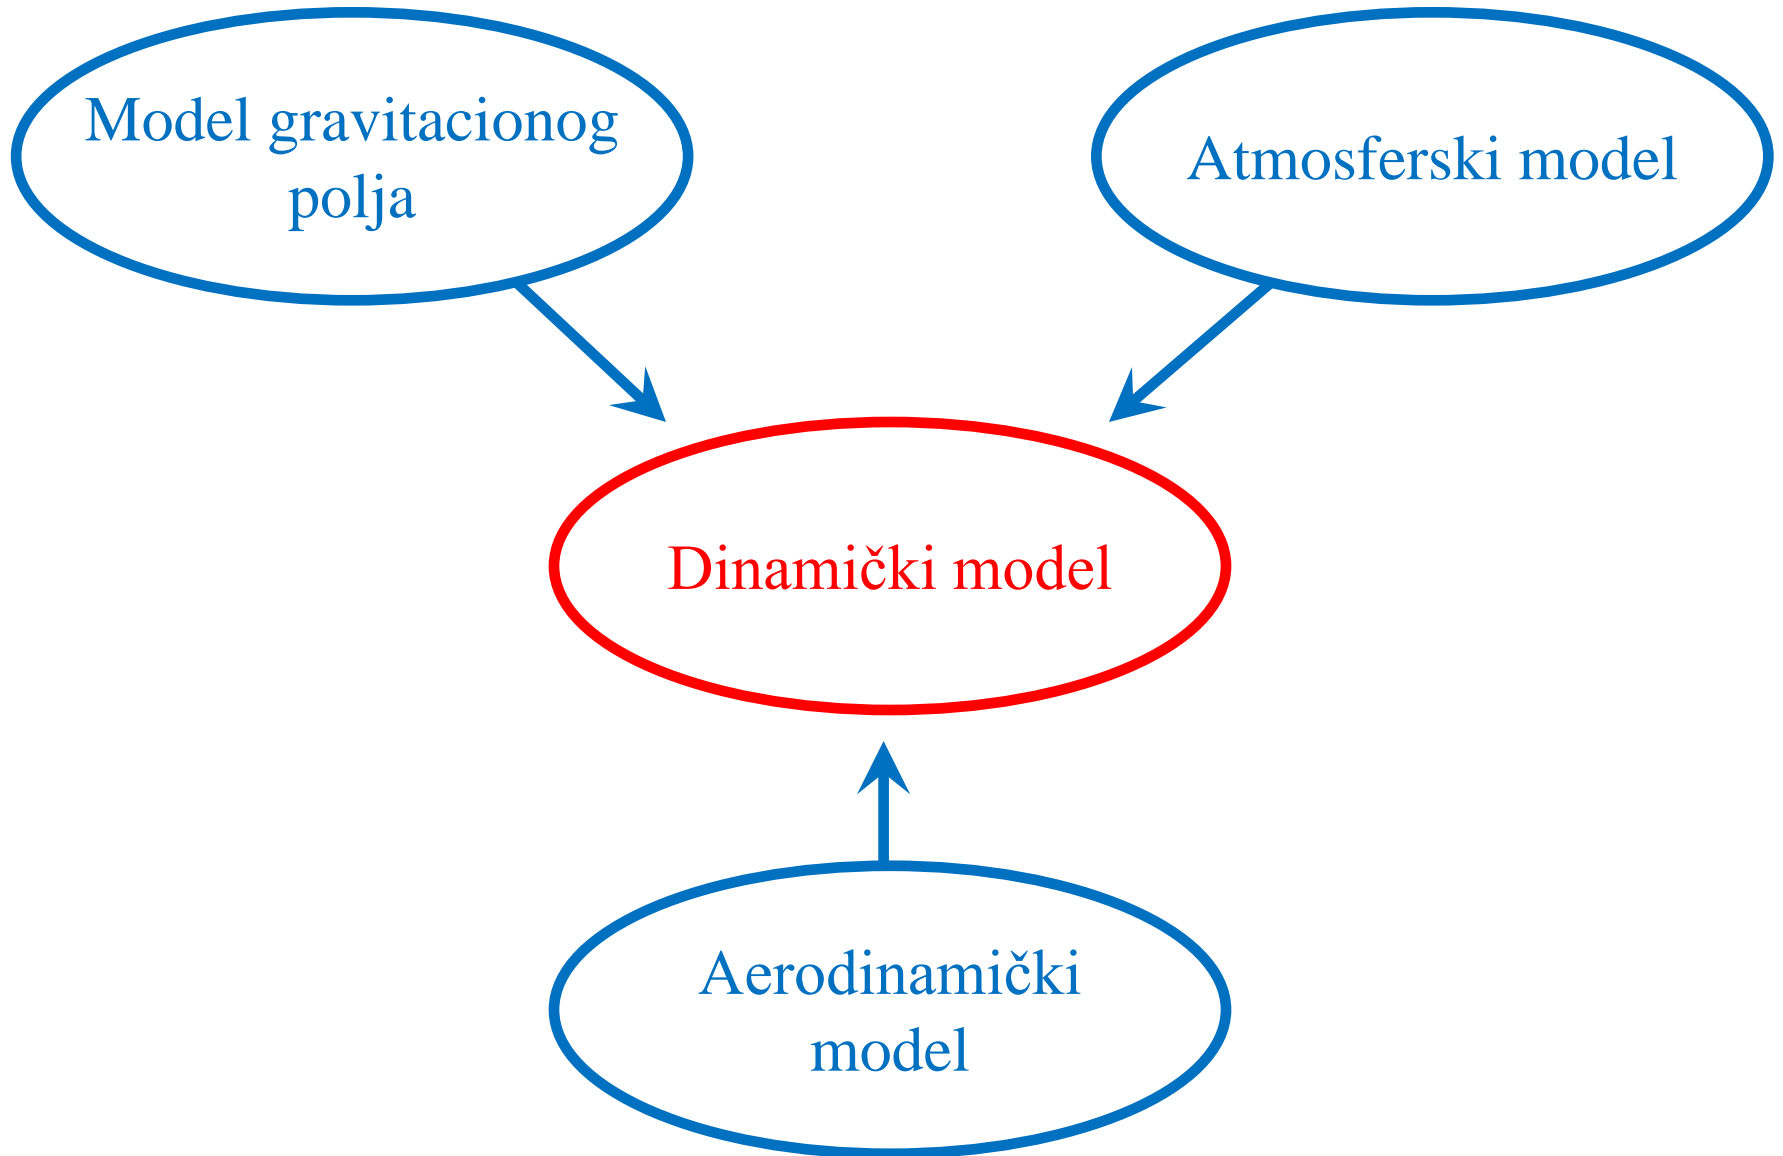 Model gravitacionog
polja
Atmosferski model
Dinamički model
Aerodinamički
model